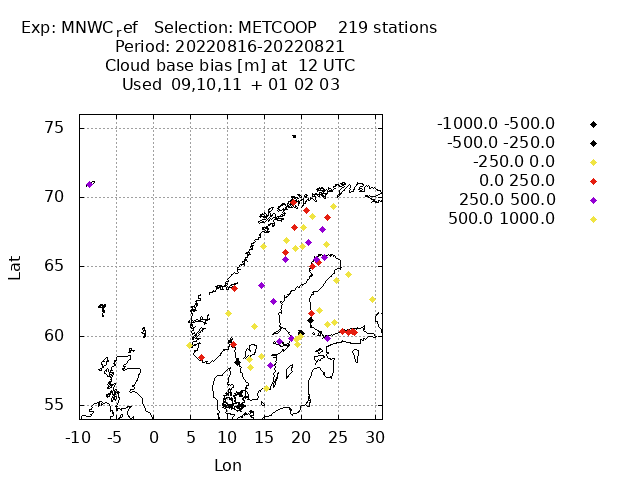 Exp: MNWCref   Selection: METCOOP    219 stations
Period: 20220816-20220821
Cloud base bias [m] at  12 UTC
Used  09,10,11  + 01 02 03
-1000.0 -500.0
-500.0 -250.0
-250.0 0.0
0.0 250.0
250.0 500.0
500.0 1000.0
75
70
65
60
55
Lat
-10 -5 0 5 10 15 20 25 30
Lon